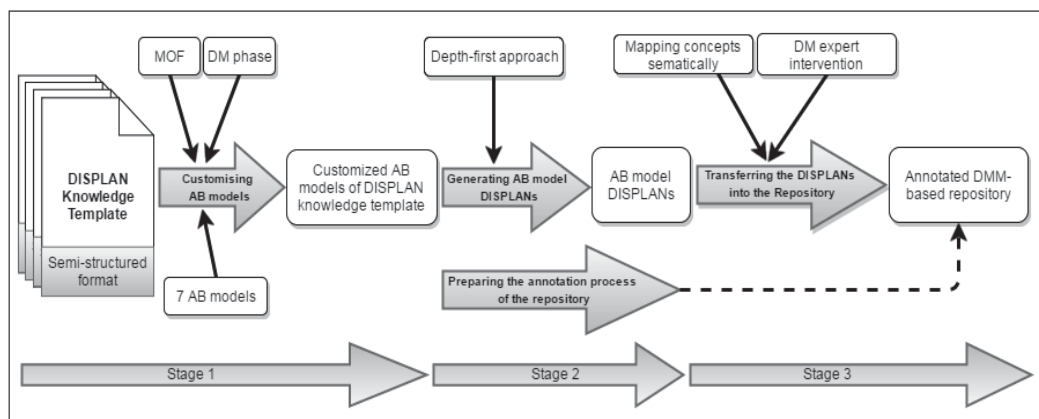 MOF
DM phase
Depth-first approach
Mapping concepts
sematically
DM expert
intervention
DISPLAN
Knowledge
Template
Semi-structured
format
Customising
AB models
Customized AB
models of DISPLAN
knowledge template
Generating AB model
DISPLANs
AB model
DISPLANs
Transferring the DISPLANs
into the Repository
Annotated DMM-
based repository
7 AB models
Preparing the annotation process
of the repository
Stage 1
Stage 2
Stage 3